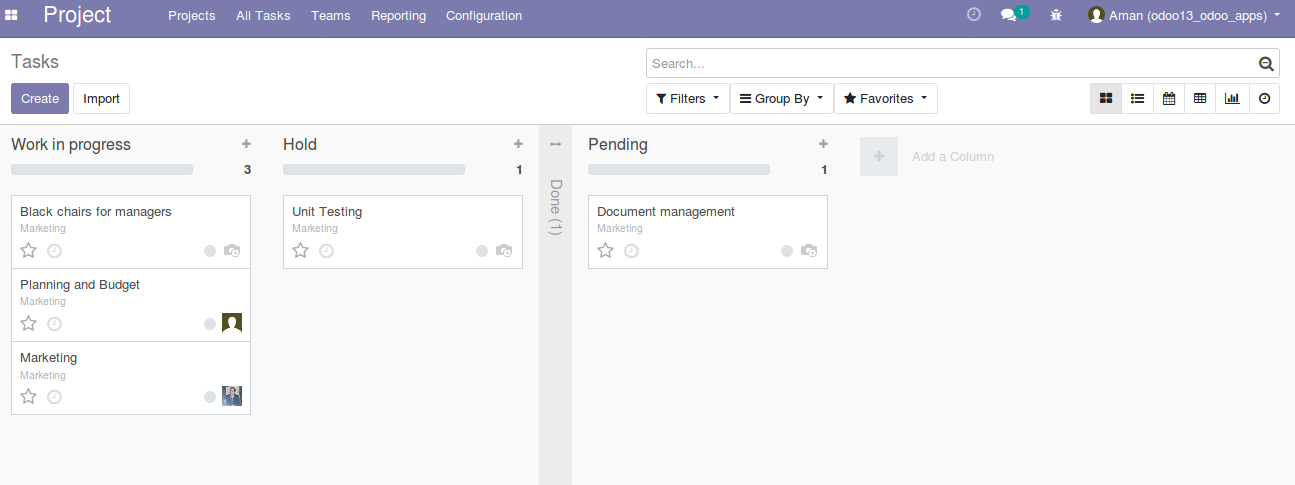 Project Projects All Tasks Teams Reporting Configuration 1 Aman (odoo13_odoo_apps)
Tasks
Search...
Create Import
Filters Group By Favorites
Work in progress
3
Black chairs for managers
Marketing
Planning and Budget
Marketing
Marketing
Marketing
Hold
1
Unit Testing
Marketing
Done (1)
Pending
1
Document management
Marketing
Add a Column